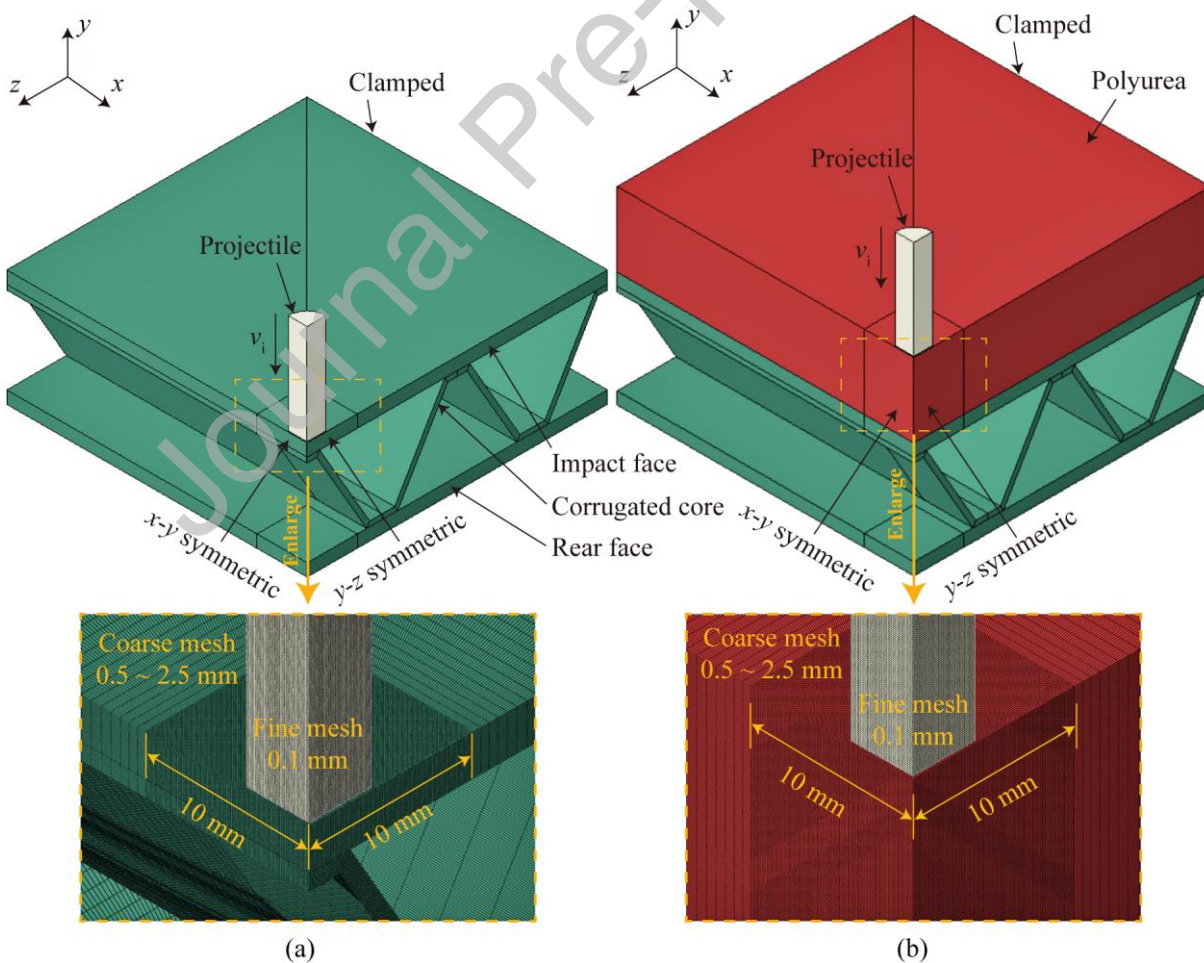 Journal Pre-
y
z
x
Clamped
Projectile
v_i
Impact face
Corrugated core
Rear face
x-y symmetric
Enlarge
y-z symmetric
Coarse mesh
0.5 ~ 2.5 mm
Fine mesh
0.1 mm
10 mm
10 mm
(a)
y
z
x
Clamped
Polyurea
Projectile
v_i
x-y symmetric
Enlarge
y-z symmetric
Coarse mesh
0.5 ~ 2.5 mm
Fine mesh
0.1 mm
10 mm
10 mm
(b)